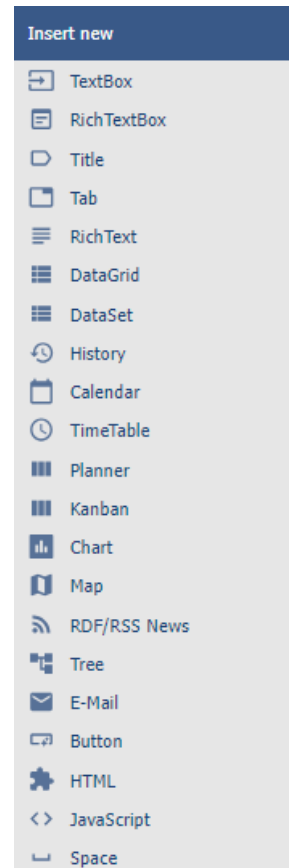 Insert new
TextBox
RichTextBox
Title
Tab
RichText
DataGrid
DataSet
History
Calendar
TimeTable
Planner
Kanban
Chart
Map
RDF/RSS News
Tree
E-Mail
Button
HTML
JavaScript
Space